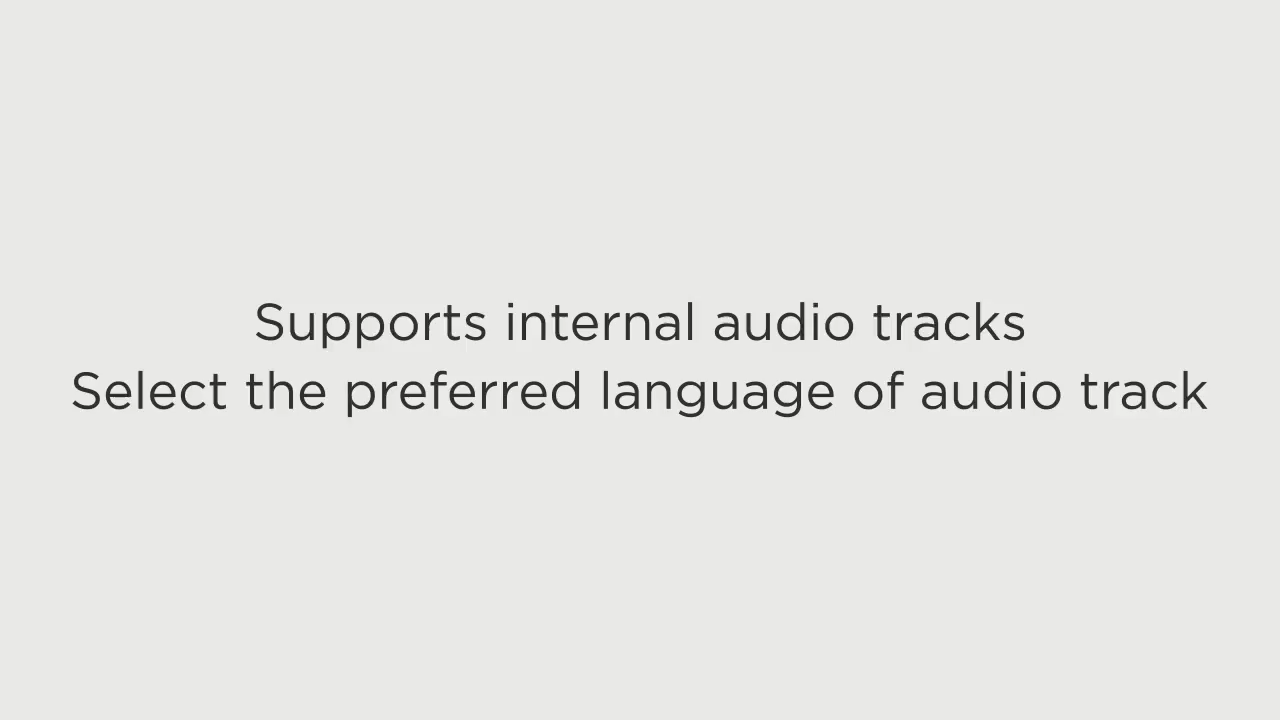 Supports internal audio tracks
Select the preferred language of audio track